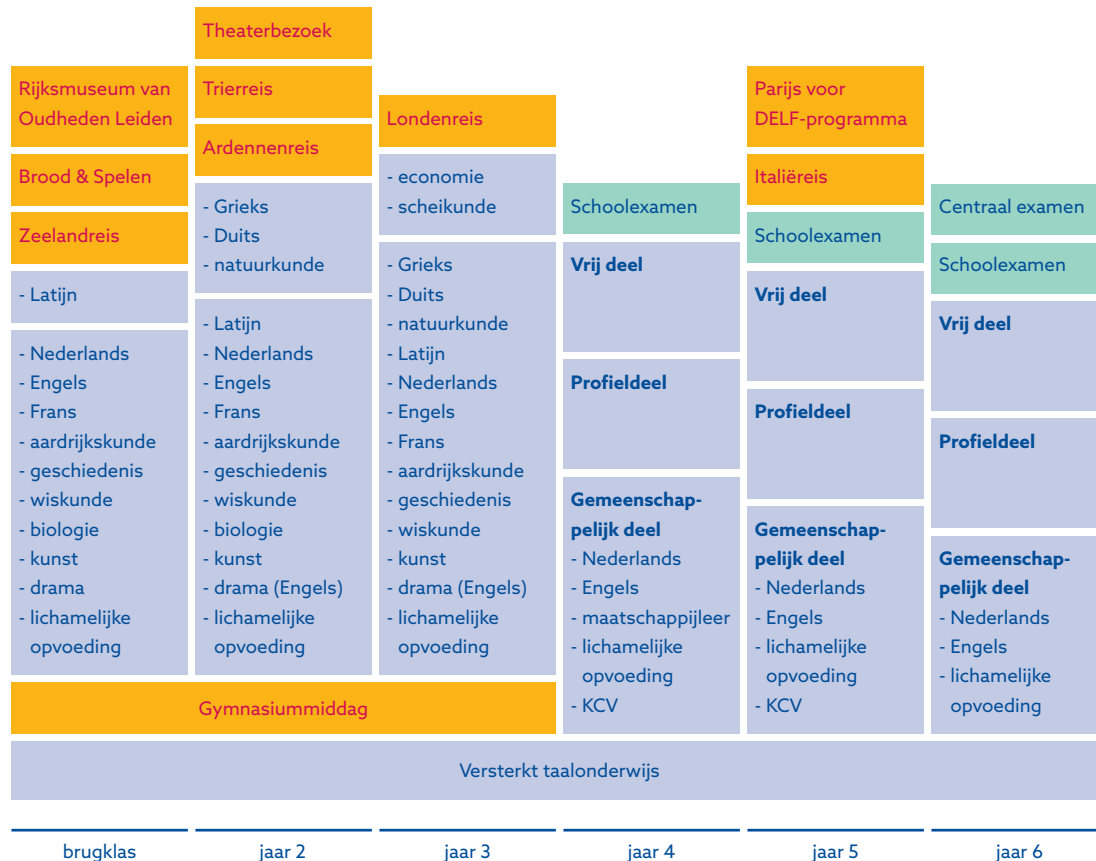 Rijksmuseum van
Oudheden Leiden
Brood & Spelen
Zeelandreis
- Latijn
- Nederlands
- Engels
- Frans
- aardrijkskunde
- geschiedenis
- wiskunde
- biologie
- kunst
- drama
- lichamelijke
opvoeding
Theaterbezoek
Trierreis
Ardennenreis
- Grieks
- Duits
- natuurkunde
- Latijn
- Nederlands
- Engels
- Frans
- aardrijkskunde
- geschiedenis
- wiskunde
- biologie
- kunst
- drama (Engels)
- lichamelijke
opvoeding
Londenreis
- economie
- scheikunde
- Grieks
- Duits
- natuurkunde
- Latijn
- Nederlands
- Engels
- Frans
- aardrijkskunde
- geschiedenis
- wiskunde
- kunst
- drama (Engels)
- lichamelijke
opvoeding
Gymnasiummiddag
Schoolexamen
Vrij deel
Profieldeel
Gemeenschap-
pelijk deel
- Nederlands
- Engels
- maatschappijleer
- lichamelijke
opvoeding
- KCV
Parijs voor
DELF-programma
Italiëreis
Schoolexamen
Vrij deel
Profieldeel
Gemeenschap-
pelijk deel
- Nederlands
- Engels
- lichamelijke
opvoeding
- KCV
Centraal examen
Schoolexamen
Vrij deel
Profieldeel
Gemeenschap-
pelijk deel
- Nederlands
- Engels
- lichamelijke
opvoeding
Versterkt taalonderwijs
brugklas
jaar 2
jaar 3
jaar 4
jaar 5
jaar 6